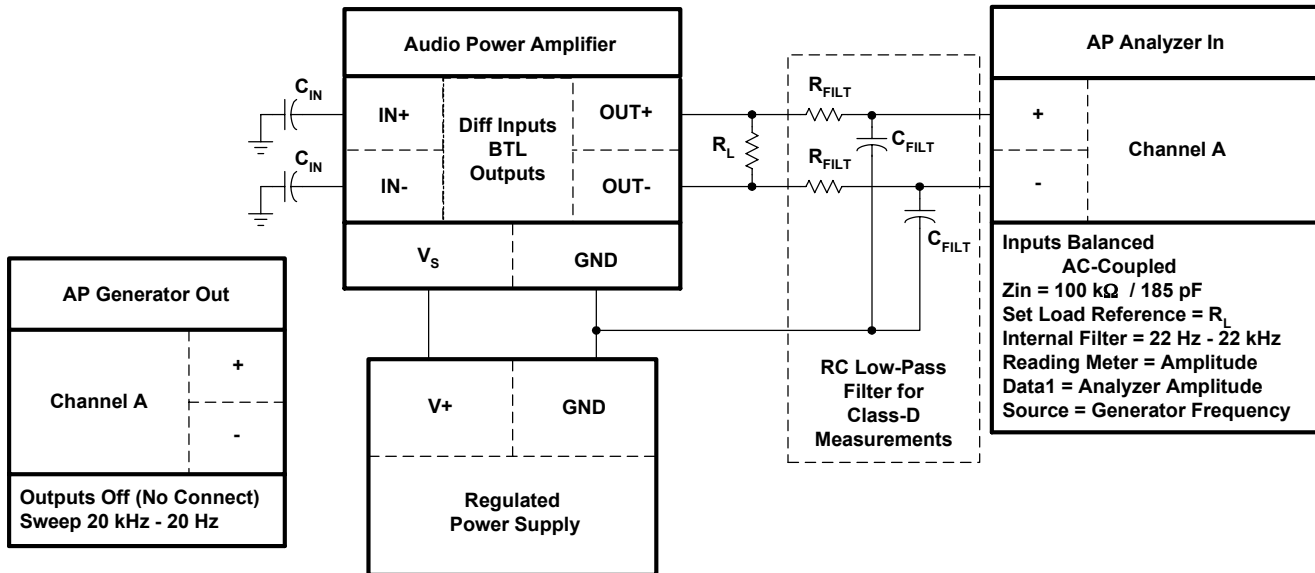 Audio Power Amplifier
AP Analyzer In
C_IN
IN+
Diff Inputs
BTL
Outputs
OUT+
R_FILT
C_FILT
+
Channel A
R_L
C_IN
IN-
OUT-
R_FILT
-
C_FILT
V_S
GND
Inputs Balanced
AC-Coupled
Zin = 100 kΩ / 185 pF
Set Load Reference = R_L
Internal Filter = 22 Hz - 22 kHz
Reading Meter = Amplitude
Data1 = Analyzer Amplitude
Source = Generator Frequency
AP Generator Out
Channel A
+
-
Outputs Off (No Connect)
Sweep 20 kHz - 20 Hz
V+
GND
Regulated
Power Supply
RC Low-Pass
Filter for
Class-D
Measurements